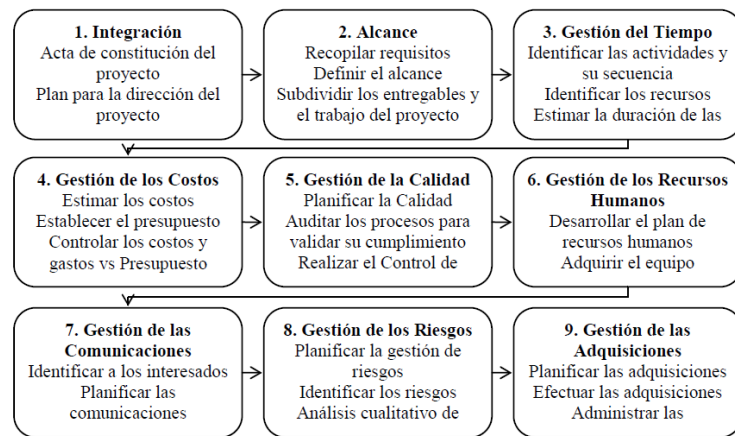 1. Integración
Acta de constitución del
proyecto
Plan para la dirección del
proyecto
2. Alcance
Recopilar requisitos
Definir el alcance
Subdividir los entregables y
el trabajo del proyecto
3. Gestión del Tiempo
Identificar las actividades y
su secuencia
Identificar los recursos
Estimar la duración de las
4. Gestión de los Costos
Estimar los costos
Establecer el presupuesto
Controlar los costos y
gastos vs Presupuesto
5. Gestión de la Calidad
Planificar la Calidad
Auditar los procesos para
validar su cumplimiento
Realizar el Control de
6. Gestión de los Recursos
Humanos
Desarrollar el plan de
recursos humanos
Adquirir el equipo
7. Gestión de las
Comunicaciones
Identificar a los interesados
Planificar las
comunicaciones
8. Gestión de los Riesgos
Planificar la gestión de
riesgos
Identificar los riesgos
Análisis cualitativo de
9. Gestión de las
Adquisiciones
Planificar las adquisiciones
Efectuar las adquisiciones
Administrar las